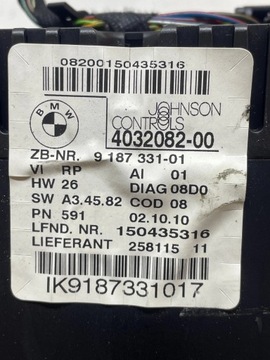 08200150435316
BMW
JOHNSON
CONTROLS
4032082-00
ZB-NR. 9 187 331-01
VI RP AI 01
HW 26 DIAG 08D0
SW A3.45.82 COD 08
PN 591 02.10.10
LFND. NR. 150435316
LIEFERANT 258115 11
IK9187331017